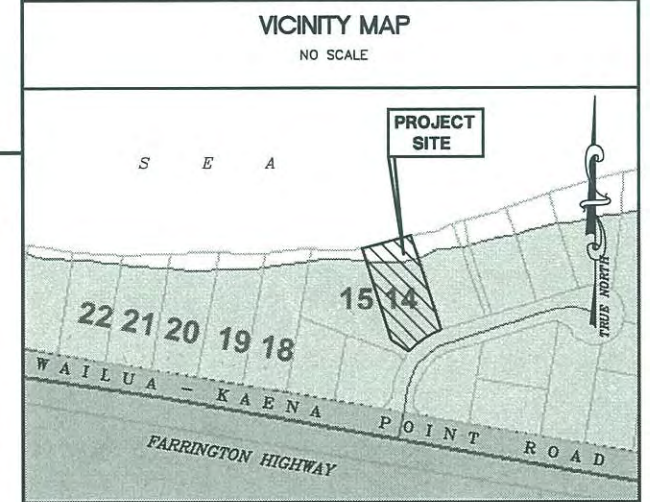 VICINITY MAP
NO SCALE
PROJECT
SITE
S E A
TRUE NORTH
15 14
22 21 20 19 18
WAILUA - KAENA POINT ROAD
FARRINGTON HIGHWAY